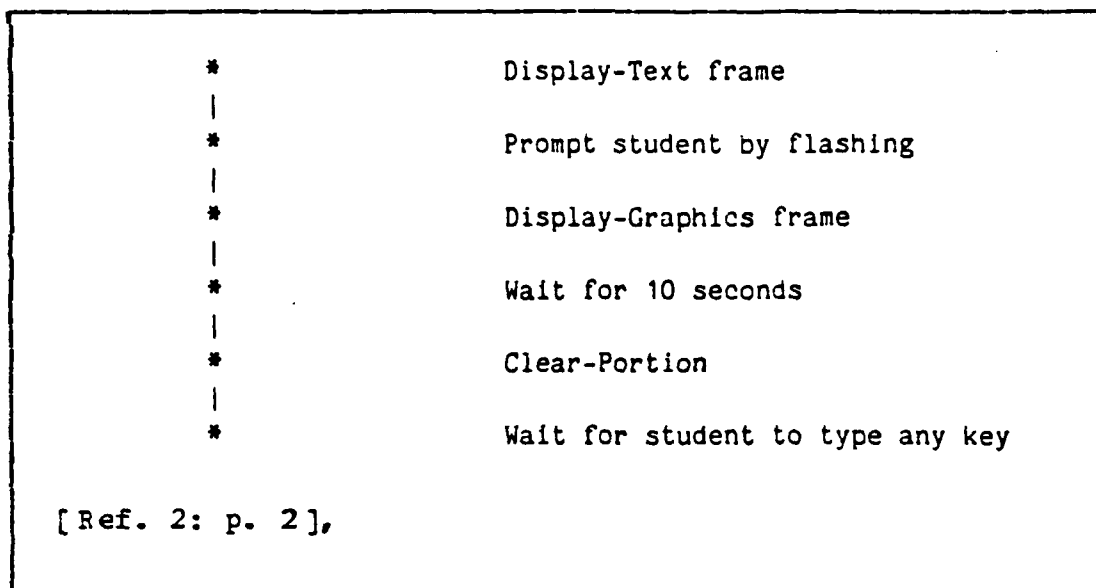 * Display-Text frame
|
* Prompt student by flashing
|
* Display-Graphics frame
|
* Wait for 10 seconds
|
* Clear-Portion
|
* Wait for student to type any key
[Ref. 2: p. 2],